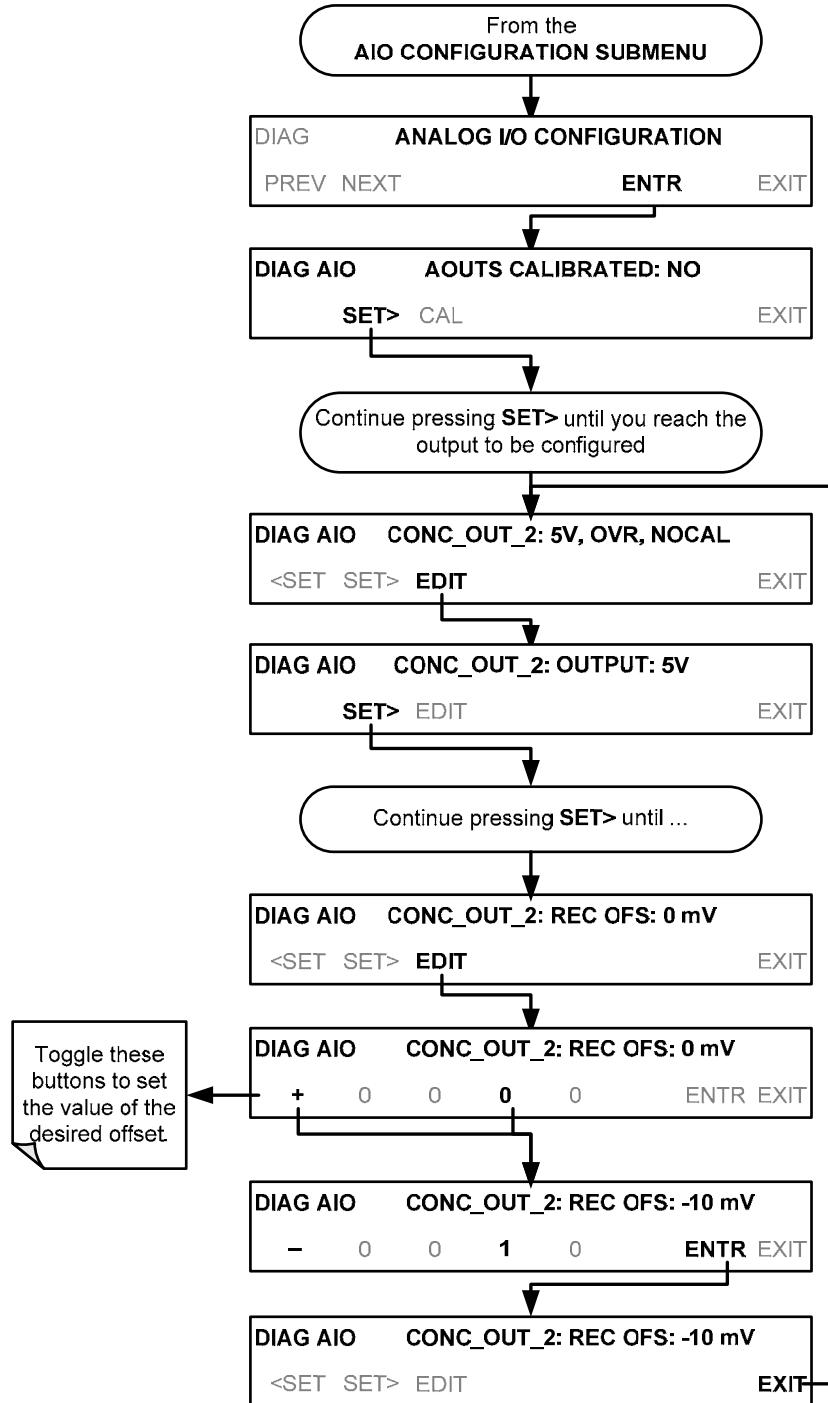 From the
AIO CONFIGURATION SUBMENU
DIAG ANALOG I/O CONFIGURATION
PREV NEXT ENTR EXIT
DIAG AIO AOUTS CALIBRATED: NO
SET> CAL EXIT
Continue pressing SET> until you reach the
output to be configured
DIAG AIO CONC_OUT_2: 5V, OVR, NOCAL
<SET SET> EDIT EXIT
DIAG AIO CONC_OUT_2: OUTPUT: 5V
SET> EDIT EXIT
Continue pressing SET> until ...
DIAG AIO CONC_OUT_2: REC OFS: 0 mV
<SET SET> EDIT EXIT
Toggle these
buttons to set
the value of the
desired offset.
DIAG AIO CONC_OUT_2: REC OFS: 0 mV
+ 0 0 0 0 ENTR EXIT
DIAG AIO CONC_OUT_2: REC OFS: -10 mV
– 0 0 1 0 ENTR EXIT
DIAG AIO CONC_OUT_2: REC OFS: -10 mV
<SET SET> EDIT EXIT